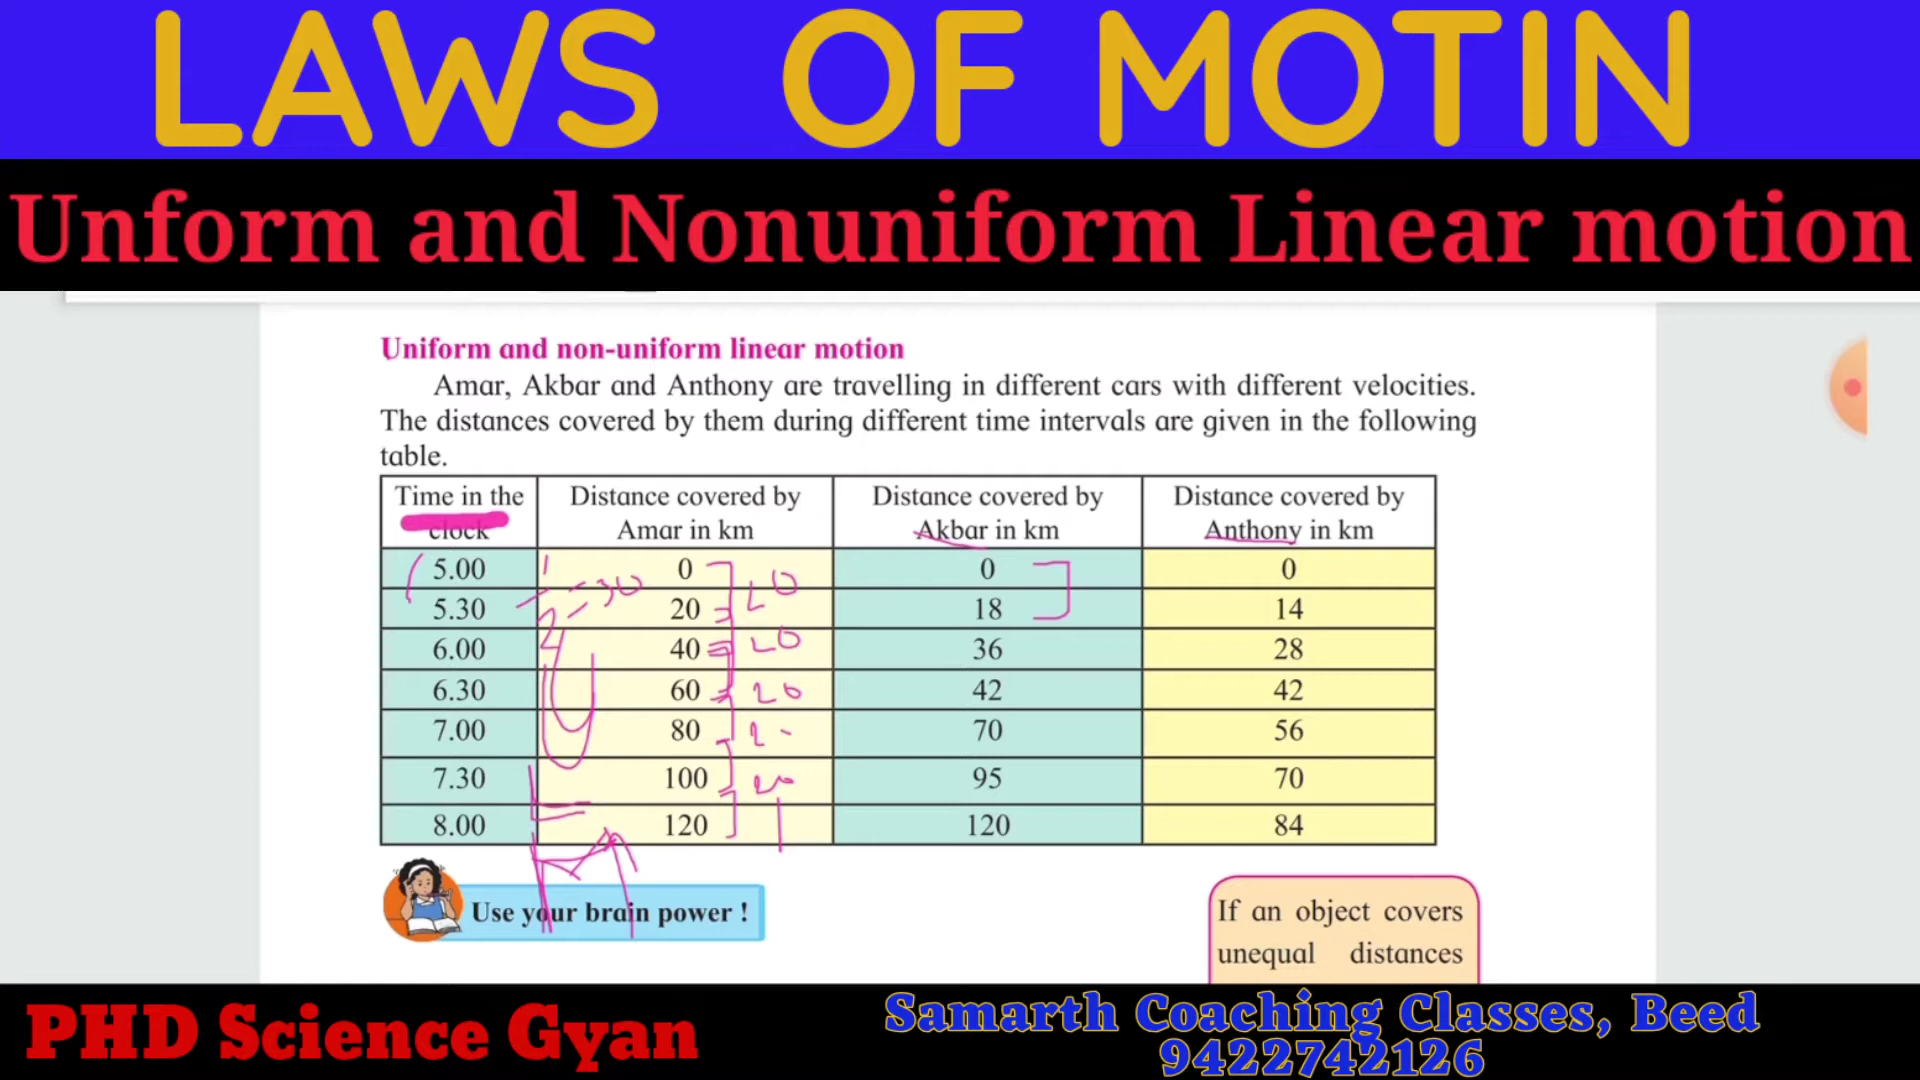 LAWS OF MOTIN
Unform and Nonuniform Linear motion
Uniform and non-uniform linear motion
Amar, Akbar and Anthony are travelling in different cars with different velocities.
The distances covered by them during different time intervals are given in the following
table.
Time in the clock | Distance covered by Amar in km | Distance covered by Akbar in km | Distance covered by Anthony in km
5.00 0 0 0
30 20
5.30 20 18 14
6.00 40 20 36 28
6.30 60 20 42 42
7.00 80 70 56
7.30 100 20 95 70
8.00 120 120 84
Use your brain power !
If an object covers
unequal distances
PHD Science Gyan
Samarth Coaching Classes, Beed
9422742126